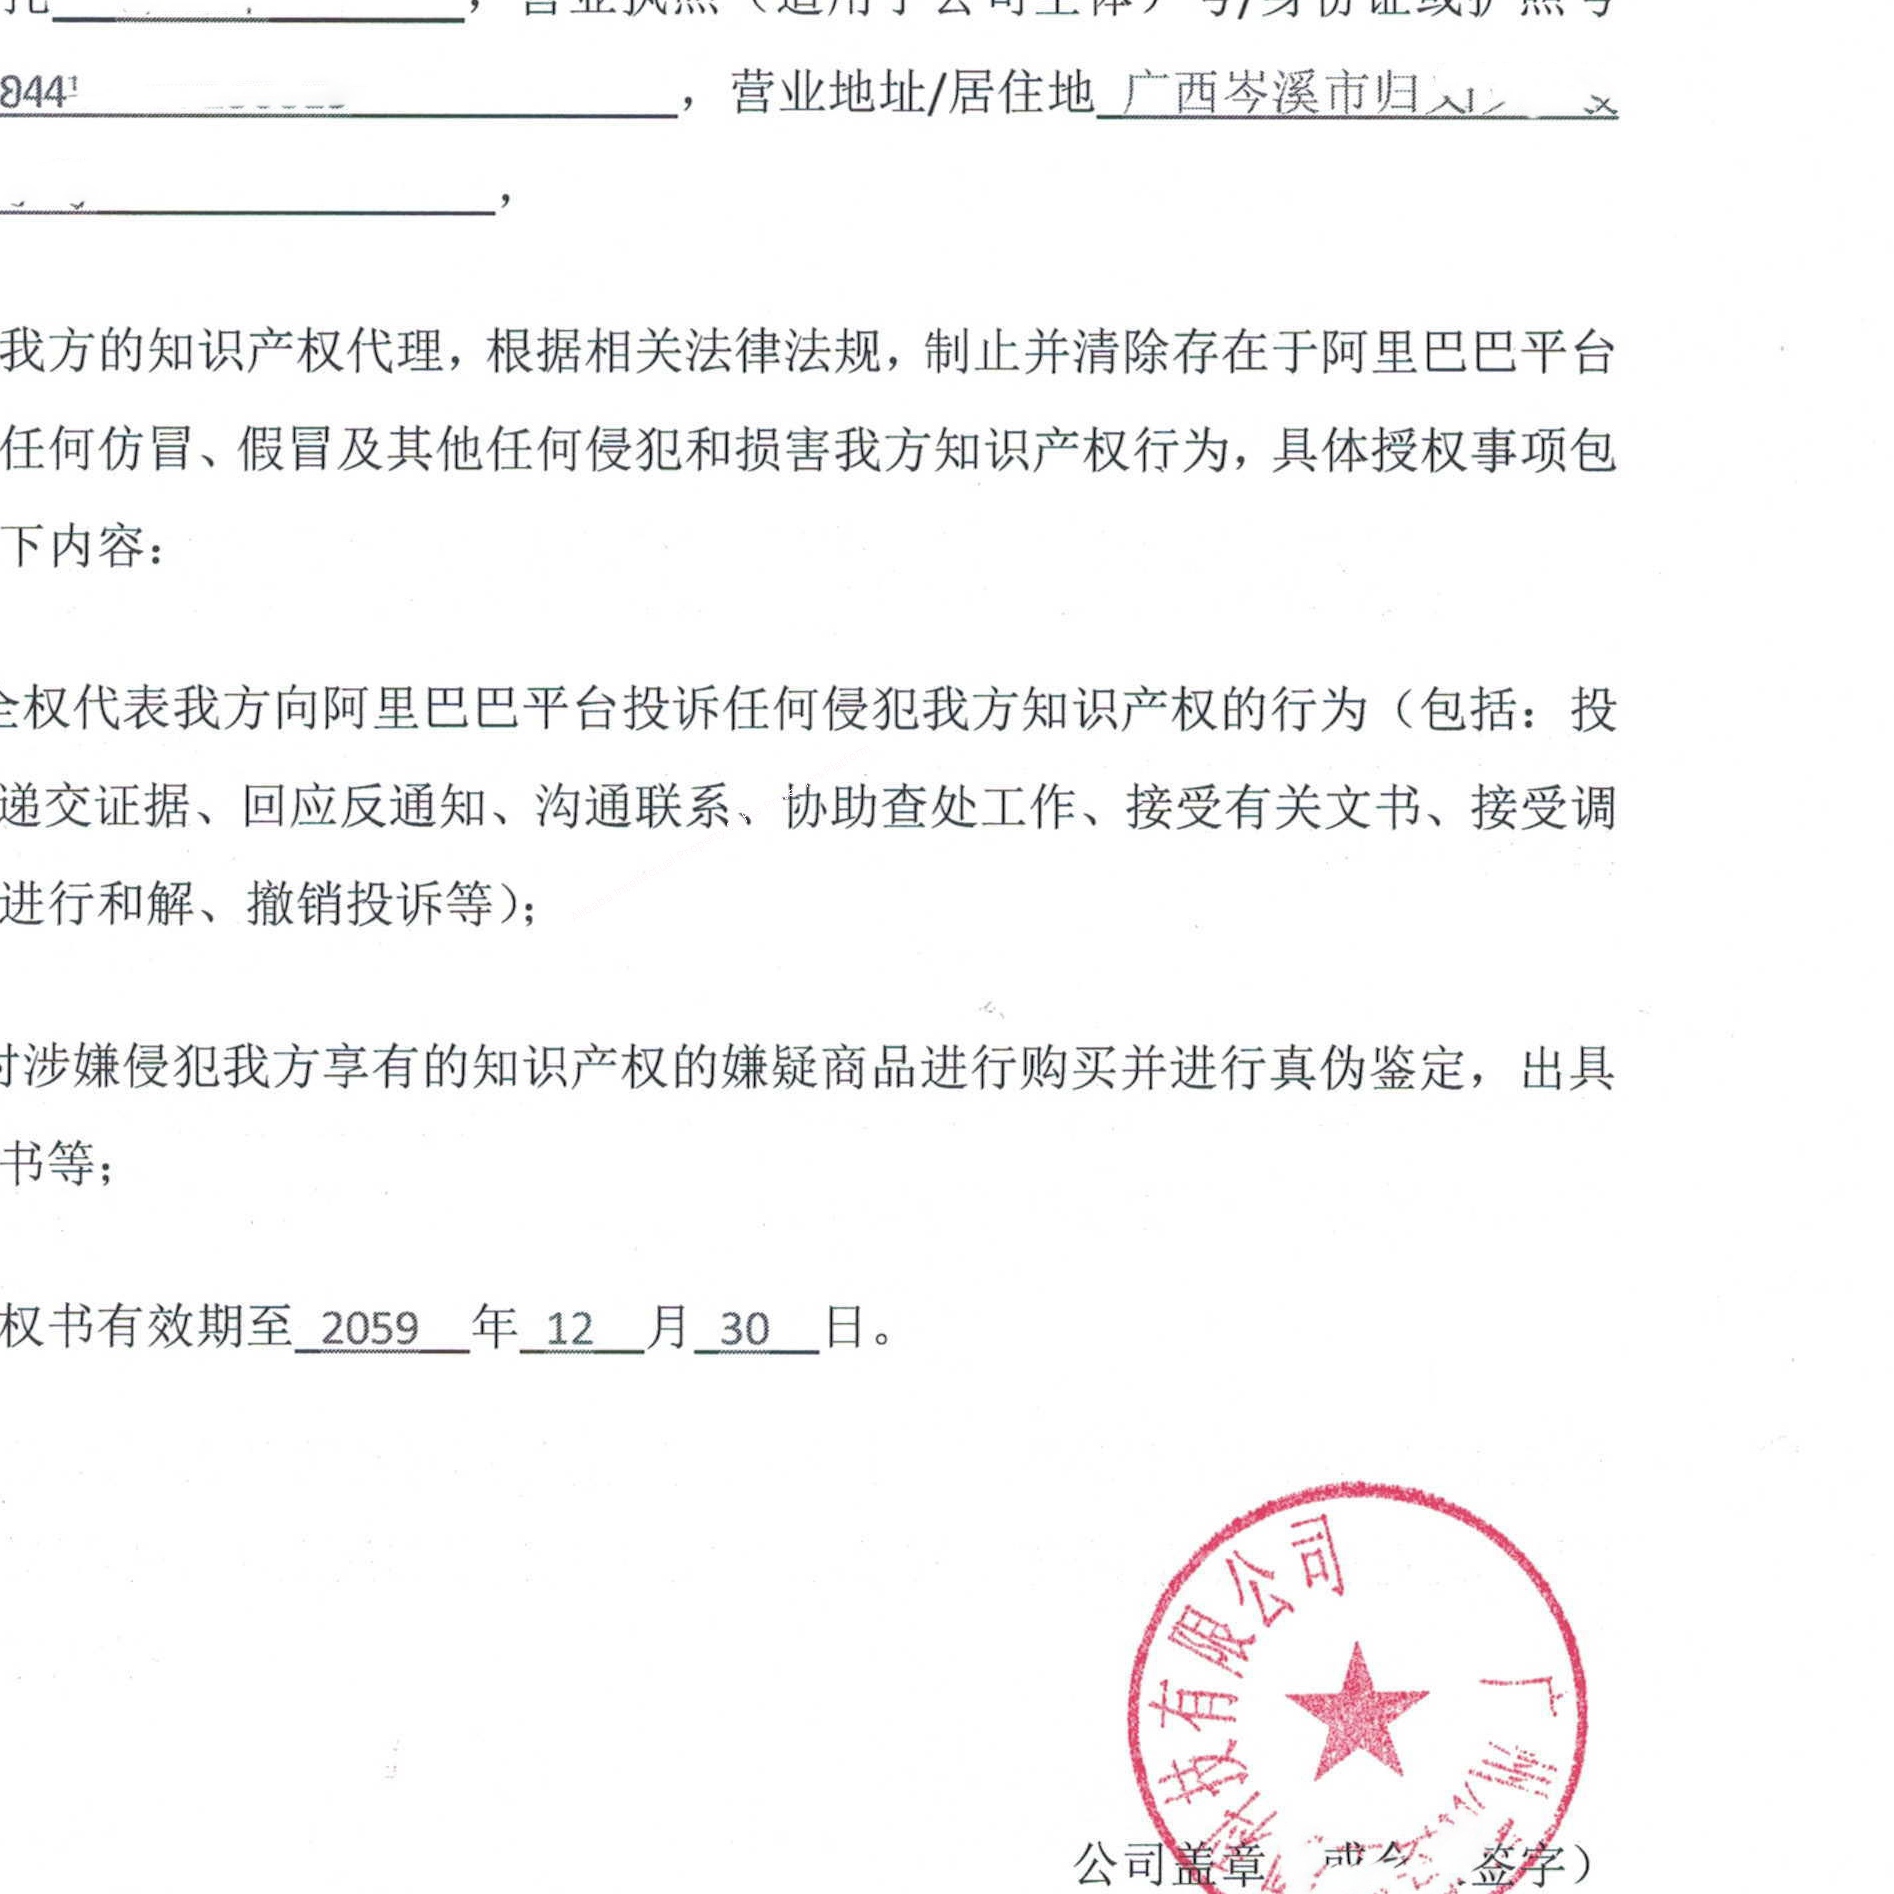 ，营业执照（适用于公司主体）号/身份证或护照号
944
，营业地址/居住地 广西岑溪市归
，
我方的知识产权代理，根据相关法律法规，制止并清除存在于阿里巴巴平台
任何仿冒、假冒及其他任何侵犯和损害我方知识产权行为，具体授权事项包
下内容：
全权代表我方向阿里巴巴平台投诉任何侵犯我方知识产权的行为（包括：投
递交证据、回应反通知、沟通联系、协助查处工作、接受有关文书、接受调
进行和解、撤销投诉等）；
对涉嫌侵犯我方享有的知识产权的嫌疑商品进行购买并进行真伪鉴定，出具
书等；
权书有效期至 2059 年 12 月 30 日。
广州
科技有限公司
公司盖章 签字）